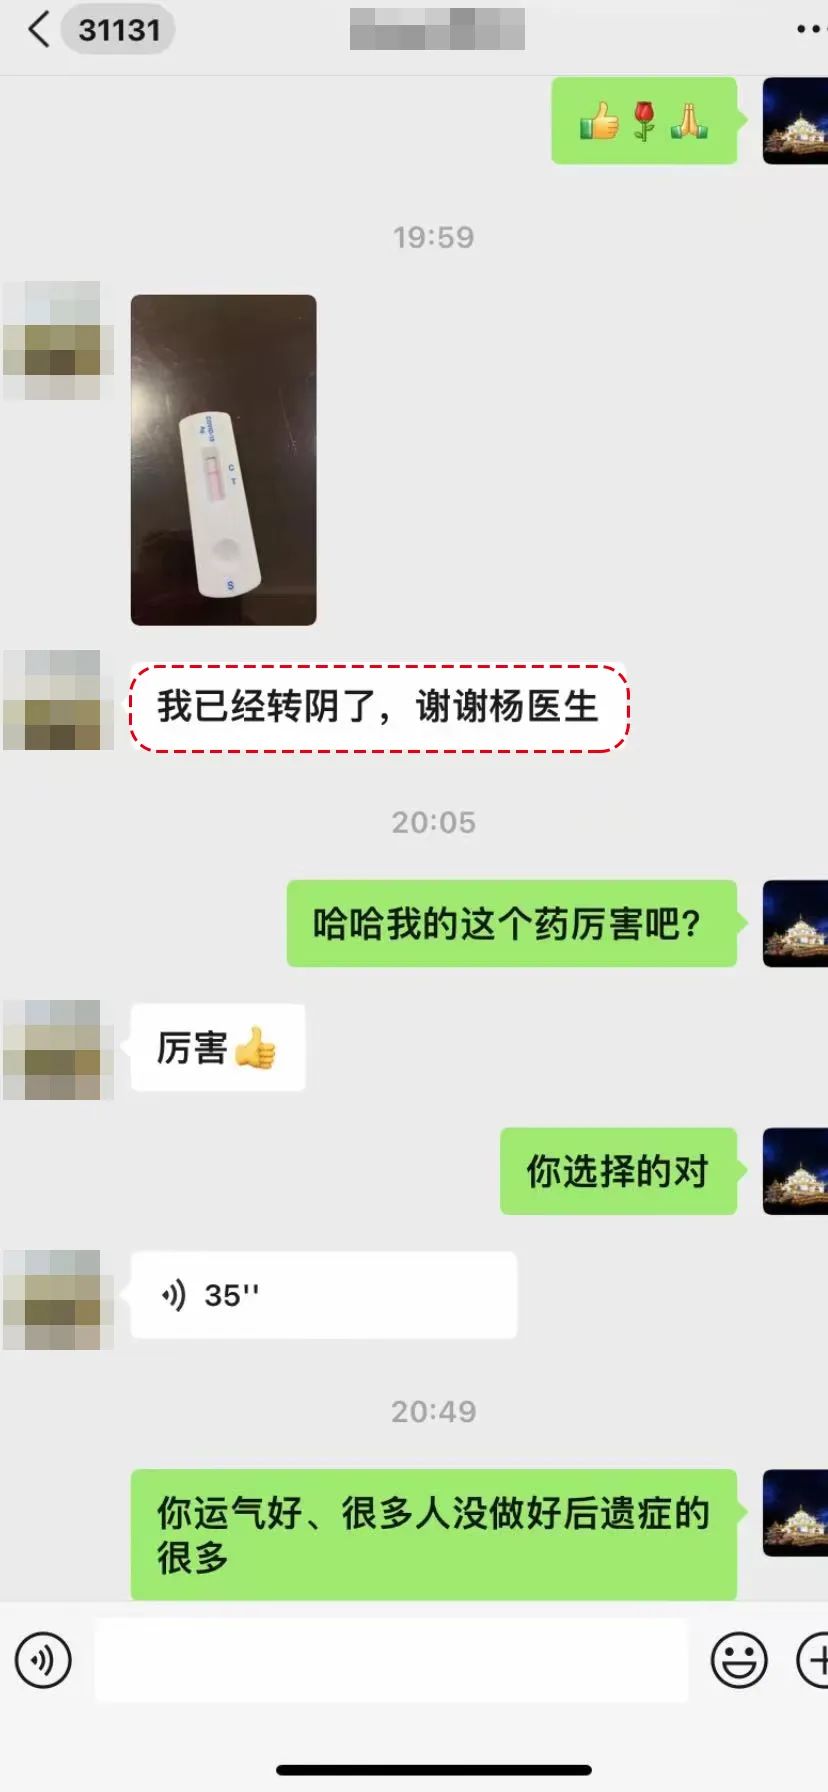 31131
👍🌹🙏
19:59
COVID-19
Ag
C
T
S
我已经转阴了，谢谢杨医生
20:05
哈哈我的这个药厉害吧?
厉害👍
你选择的对
35''
20:49
你运气好、很多人没做好后遗症的
很多